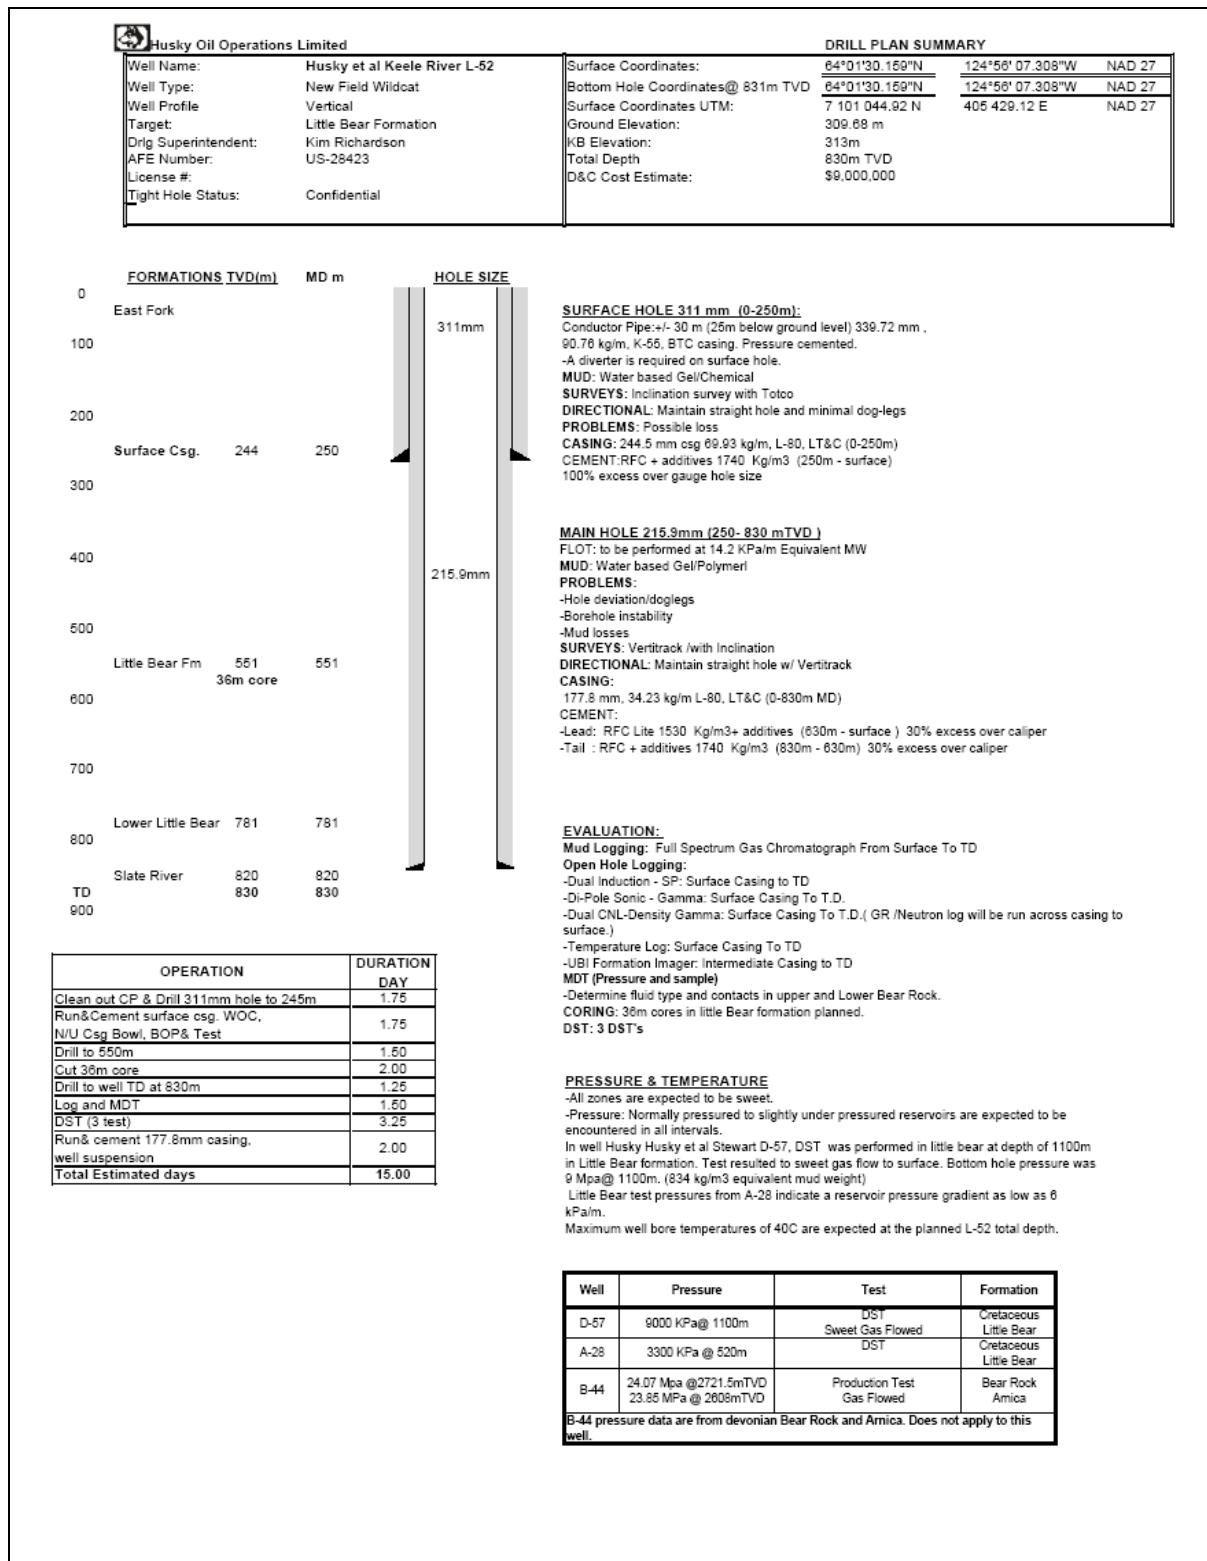 Husky Oil Operations Limited
DRILL PLAN SUMMARY
Well Name: Husky et al Keele River L-52
Well Type: New Field Wildcat
Well Profile Vertical
Target: Little Bear Formation
Drlg Superintendent: Kim Richardson
AFE Number: US-28423
License #:
Tight Hole Status: Confidential
Surface Coordinates: 64°01'30.159"N 124°56' 07.308"W NAD 27
Bottom Hole Coordinates@ 831m TVD 64°01'30.159"N 124°56' 07.308"W NAD 27
Surface Coordinates UTM: 7 101 044.92 N 405 429.12 E NAD 27
Ground Elevation: 309.68 m
KB Elevation: 313m
Total Depth 830m TVD
D&C Cost Estimate: $9,000,000
FORMATIONS TVD(m) MD m HOLE SIZE
0
East Fork
311mm
100
200
Surface Csg. 244 250
300
400
215.9mm
500
Little Bear Fm 551 551
36m core
600
700
Lower Little Bear 781 781
800
Slate River 820 820
TD 830 830
900
SURFACE HOLE 311 mm (0-250m):
Conductor Pipe:+/- 30 m (25m below ground level) 339.72 mm ,
90.76 kg/m, K-55, BTC casing. Pressure cemented.
-A diverter is required on surface hole.
MUD: Water based Gel/Chemical
SURVEYS: Inclination survey with Totco
DIRECTIONAL: Maintain straight hole and minimal dog-legs
PROBLEMS: Possible loss
CASING: 244.5 mm csg 69.93 kg/m, L-80, LT&C (0-250m)
CEMENT:RFC + additives 1740 Kg/m3 (250m - surface)
100% excess over gauge hole size
MAIN HOLE 215.9mm (250- 830 mTVD )
FLOT: to be performed at 14.2 KPa/m Equivalent MW
MUD: Water based Gel/Polymerl
PROBLEMS:
-Hole deviation/doglegs
-Borehole instability
-Mud losses
SURVEYS: Vertitrack /with Inclination
DIRECTIONAL: Maintain straight hole w/ Vertitrack
CASING:
177.8 mm, 34.23 kg/m L-80, LT&C (0-830m MD)
CEMENT:
-Lead: RFC Lite 1530 Kg/m3+ additives (630m - surface ) 30% excess over caliper
-Tail : RFC + additives 1740 Kg/m3 (830m - 630m) 30% excess over caliper
EVALUATION:
Mud Logging: Full Spectrum Gas Chromatograph From Surface To TD
Open Hole Logging:
-Dual Induction - SP: Surface Casing to TD
-Di-Pole Sonic - Gamma: Surface Casing To T.D.
-Dual CNL-Density Gamma: Surface Casing To T.D.( GR /Neutron log will be run across casing to
surface.)
-Temperature Log: Surface Casing To TD
-UBI Formation Imager: Intermediate Casing to TD
MDT (Pressure and sample)
-Determine fluid type and contacts in upper and Lower Bear Rock.
CORING: 36m cores in little Bear formation planned.
DST: 3 DST's
OPERATION DURATION
DAY
Clean out CP & Drill 311mm hole to 245m 1.75
Run&Cement surface csg. WOC,
N/U Csg Bowl, BOP& Test 1.75
Drill to 550m 1.50
Cut 36m core 2.00
Drill to well TD at 830m 1.25
Log and MDT 1.50
DST (3 test) 3.25
Run& cement 177.8mm casing,
well suspension 2.00
Total Estimated days 15.00
PRESSURE & TEMPERATURE
-All zones are expected to be sweet.
-Pressure: Normally pressured to slightly under pressured reservoirs are expected to be
encountered in all intervals.
In well Husky Husky et al Stewart D-57, DST was performed in little bear at depth of 1100m
in Little Bear formation. Test resulted to sweet gas flow to surface. Bottom hole pressure was
9 Mpa@ 1100m. (834 kg/m3 equivalent mud weight)
Little Bear test pressures from A-28 indicate a reservoir pressure gradient as low as 6
kPa/m.
Maximum well bore temperatures of 40C are expected at the planned L-52 total depth.
Well Pressure Test Formation
D-57 9000 KPa@ 1100m DST Cretaceous
Sweet Gas Flowed Little Bear
A-28 3300 KPa @ 520m DST Cretaceous
Little Bear
B-44 24.07 Mpa @2721.5mTVD Production Test Bear Rock
23.85 MPa @ 2608mTVD Gas Flowed Arnica
B-44 pressure data are from devonian Bear Rock and Arnica. Does not apply to this
well.